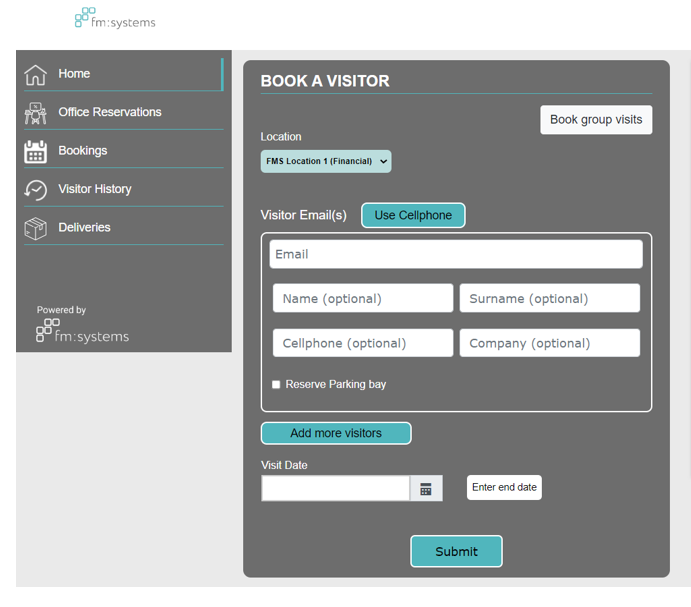 fm:systems
Home
Office Reservations
Bookings
Visitor History
Deliveries
Powered by
fm:systems
BOOK A VISITOR
Book group visits
Location
FMS Location 1 (Financial)
Visitor Email(s)
Use Cellphone
Email
Name (optional)
Surname (optional)
Cellphone (optional)
Company (optional)
Reserve Parking bay
Add more visitors
Visit Date
Enter end date
Submit